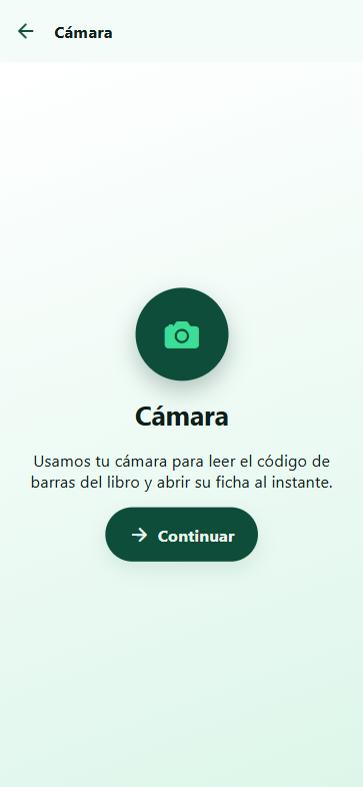 Cámara
Cámara
Usamos tu cámara para leer el código de
barras del libro y abrir su ficha al instante.
Continuar